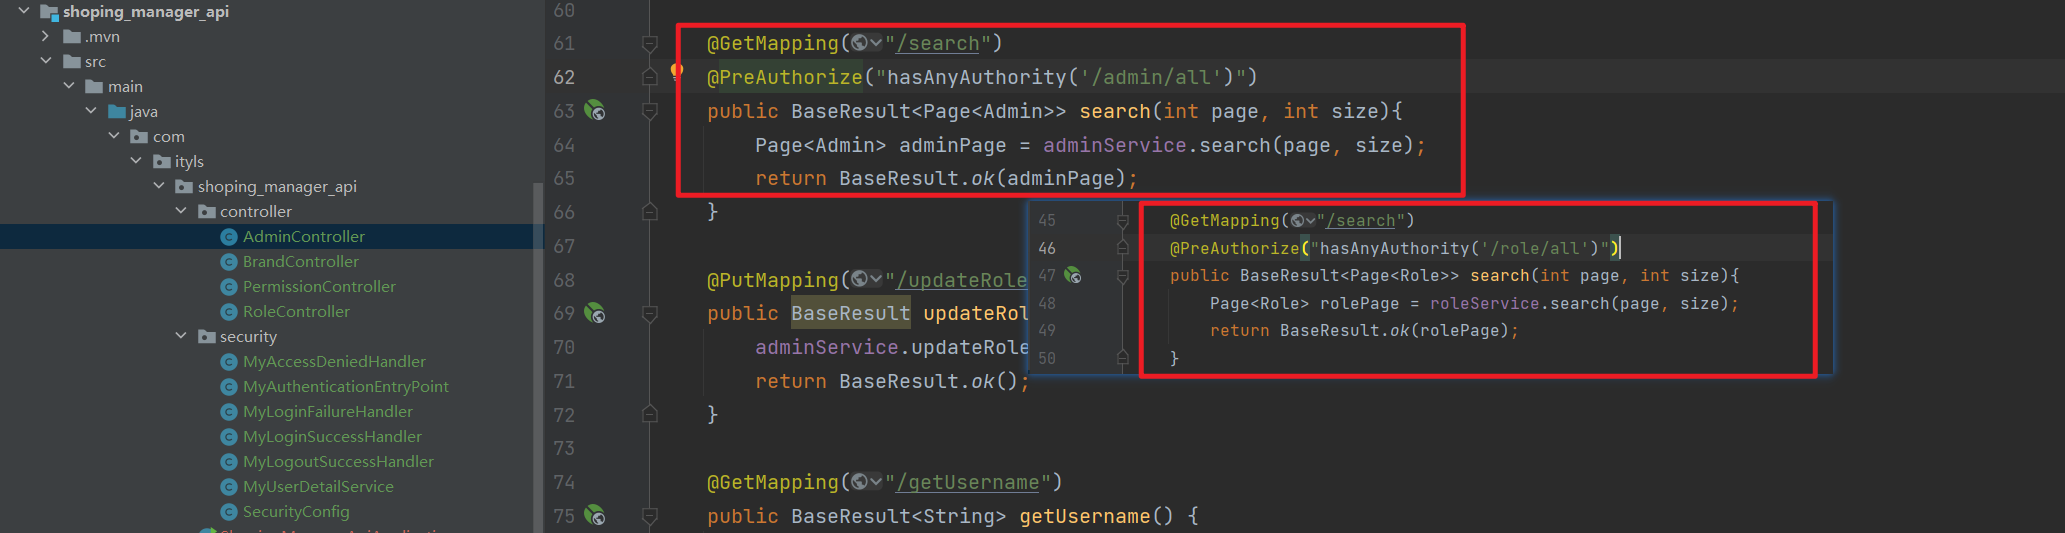 shoping_manager_api
.mvn
src
main
java
com
ityls
shoping_manager_api
controller
AdminController
BrandController
PermissionController
RoleController
security
MyAccessDeniedHandler
MyAuthenticationEntryPoint
MyLoginFailureHandler
MyLoginSuccessHandler
MyLogoutSuccessHandler
MyUserDetailService
SecurityConfig
60
61 @GetMapping("/search")
62 @PreAuthorize("hasAnyAuthority('/admin/all')")
63 public BaseResult<Page<Admin>> search(int page, int size){
64 Page<Admin> adminPage = adminService.search(page, size);
65 return BaseResult.ok(adminPage);
66 }
67
68 @PutMapping("/updateRole
69 public BaseResult updateRol
70 adminService.updateRole
71 return BaseResult.ok();
72 }
73
74 @GetMapping("/getUsername")
75 public BaseResult<String> getUsername() {
45 @GetMapping("/search")
46 @PreAuthorize("hasAnyAuthority('/role/all')")
47 public BaseResult<Page<Role>> search(int page, int size){
48 Page<Role> rolePage = roleService.search(page, size);
49 return BaseResult.ok(rolePage);
50 }